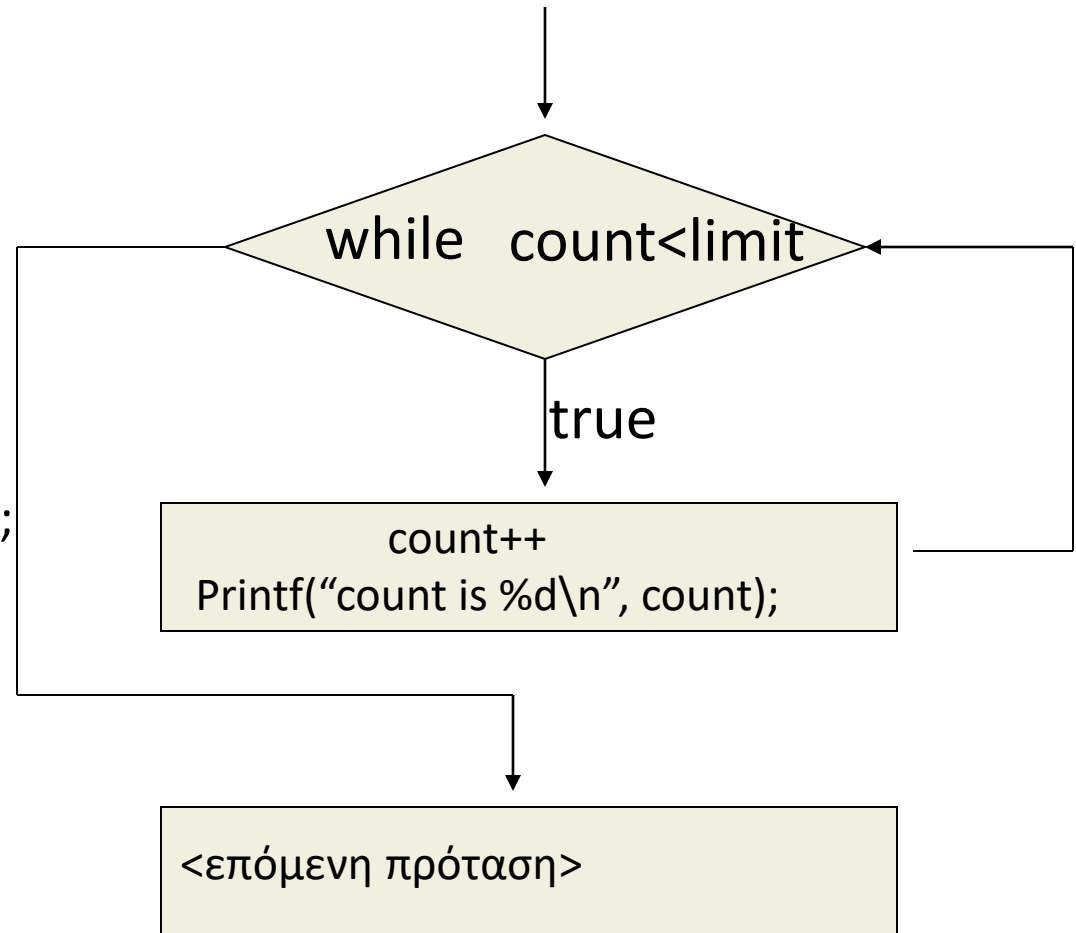 while count<limit
true
;
count++
Printf(“count is %d\n”, count);
<επόμενη πρόταση>